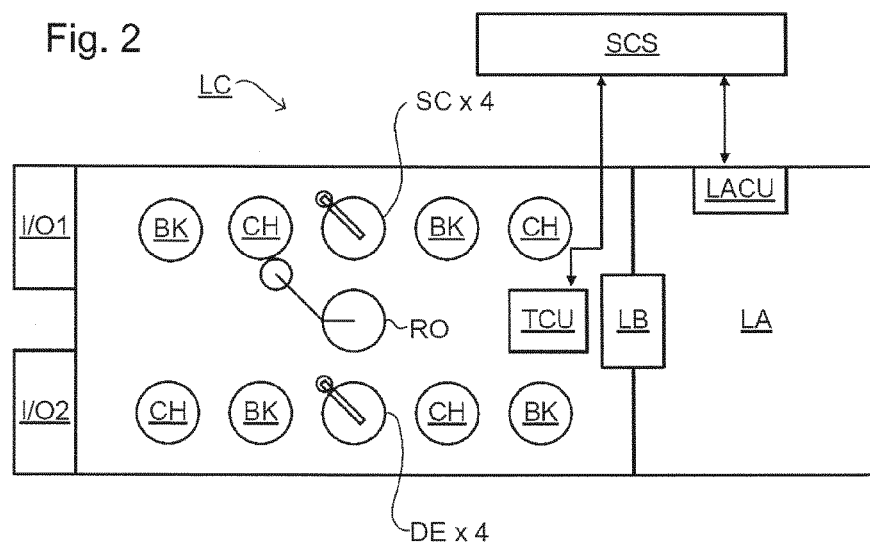 Fig. 2
SCS
LC
SC x 4
LACU
I/O1
BK
CH
BK
CH
TCU
LB
LA
RO
I/O2
CH
BK
CH
BK
DE x 4